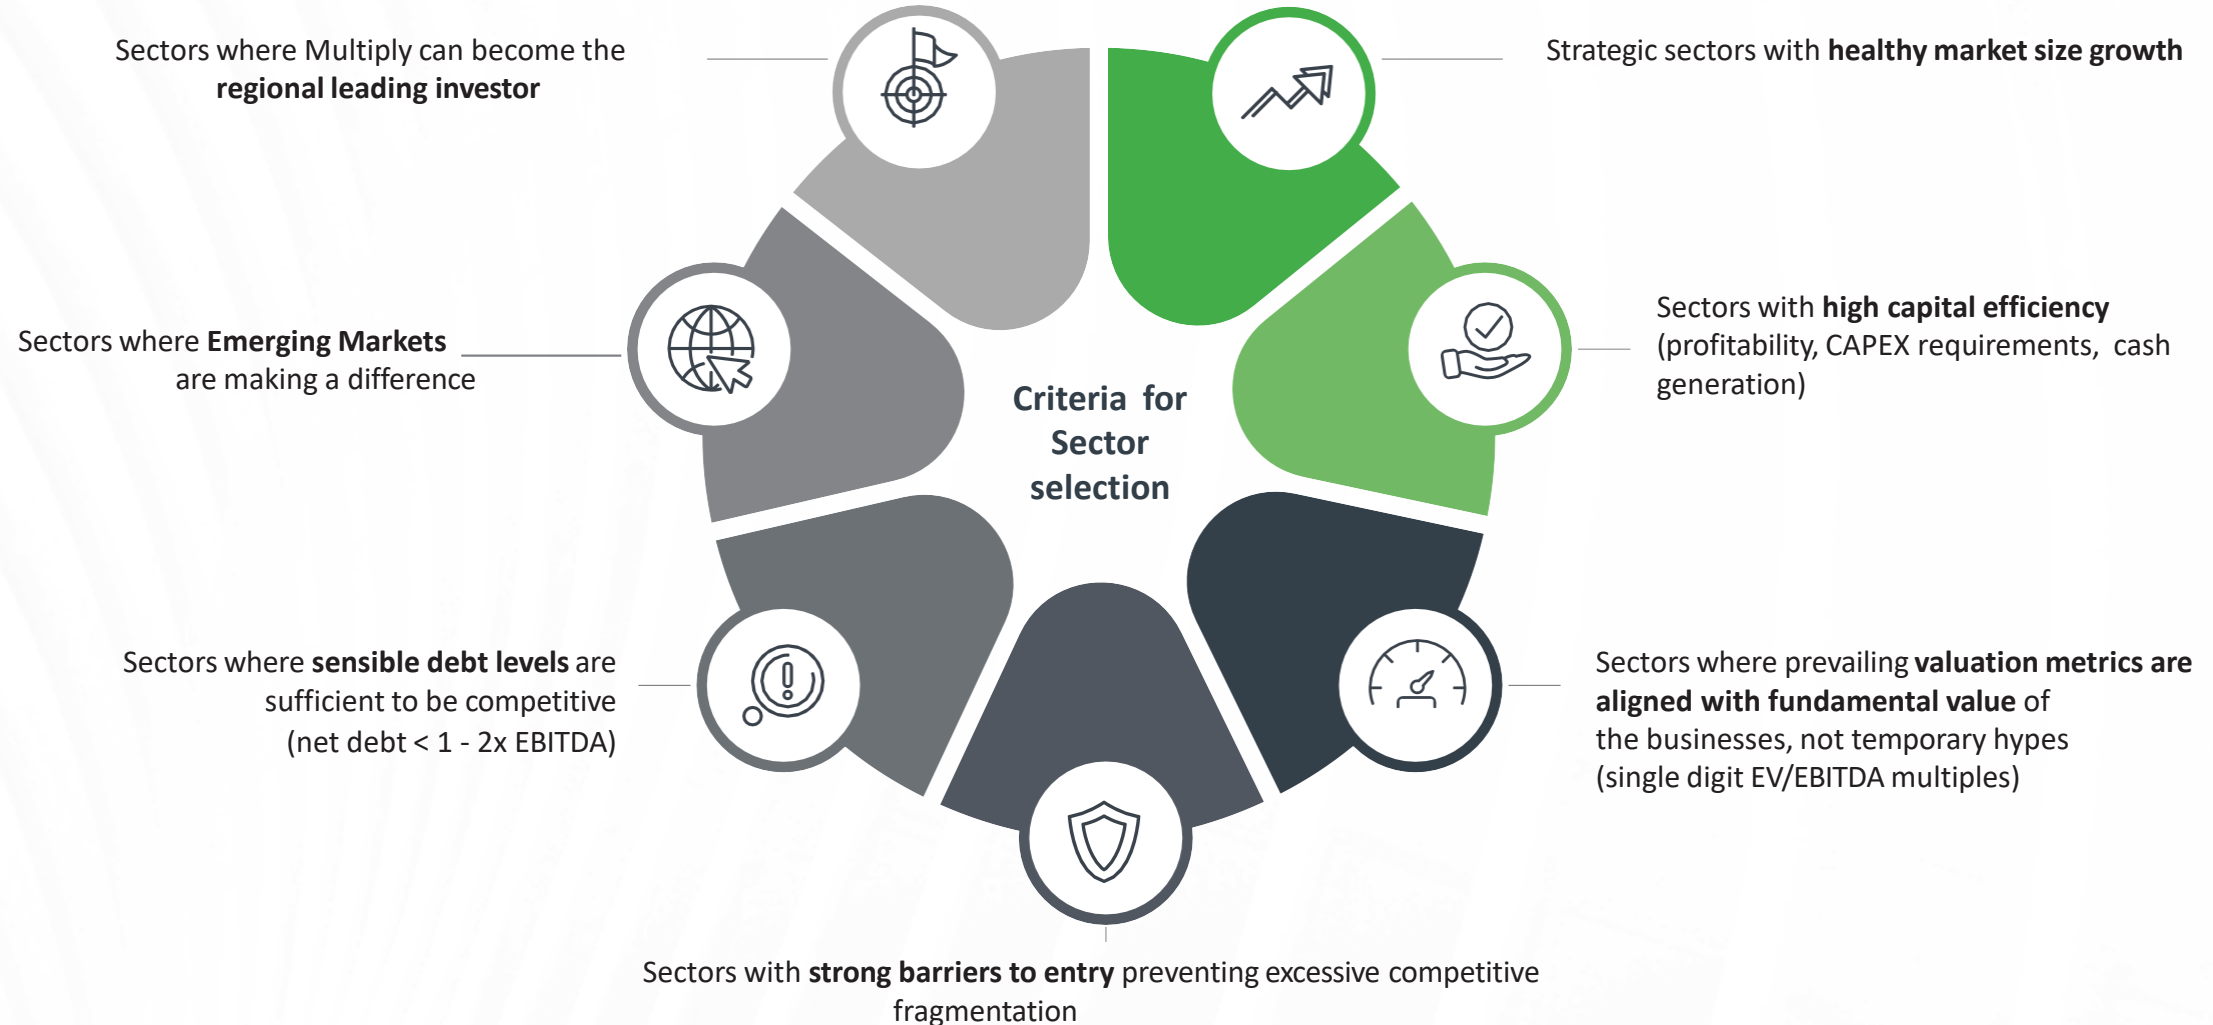 Sectors where Multiply can become the
regional leading investor
Strategic sectors with healthy market size growth
Sectors where Emerging Markets
are making a difference
Sectors with high capital efficiency
(profitability, CAPEX requirements, cash
generation)
Criteria for
Sector
selection
Sectors where sensible debt levels are
sufficient to be competitive
(net debt < 1 - 2x EBITDA)
Sectors where prevailing valuation metrics are
aligned with fundamental value of
the businesses, not temporary hypes
(single digit EV/EBITDA multiples)
Sectors with strong barriers to entry preventing excessive competitive
fragmentation